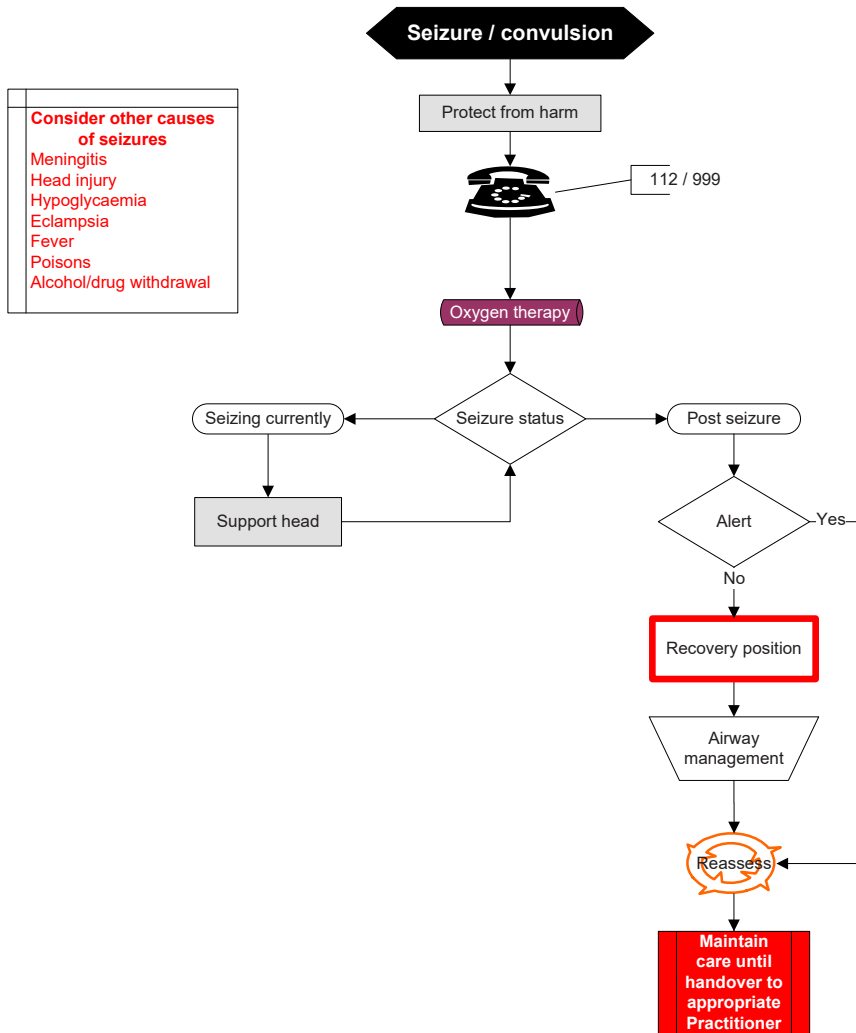 Seizure / convulsion
Consider other causes
of seizures
Meningitis
Head injury
Hypoglycaemia
Eclampsia
Fever
Poisons
Alcohol/drug withdrawal
Protect from harm
112 / 999
Oxygen therapy
Seizing currently
Seizure status
Post seizure
Support head
Alert
Yes
No
Recovery position
Airway
management
Reassess
Maintain
care until
handover to
appropriate
Practitioner